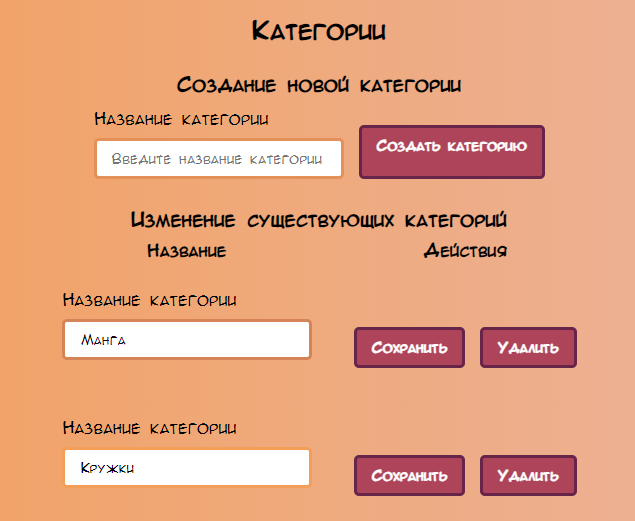 Категории
Создание новой категории
Название категории
Введите название категории
Создать категорию
Изменение существующих категорий
Название Действия
Название категории
Манга
Сохранить Удалить
Название категории
Кружки
Сохранить Удалить